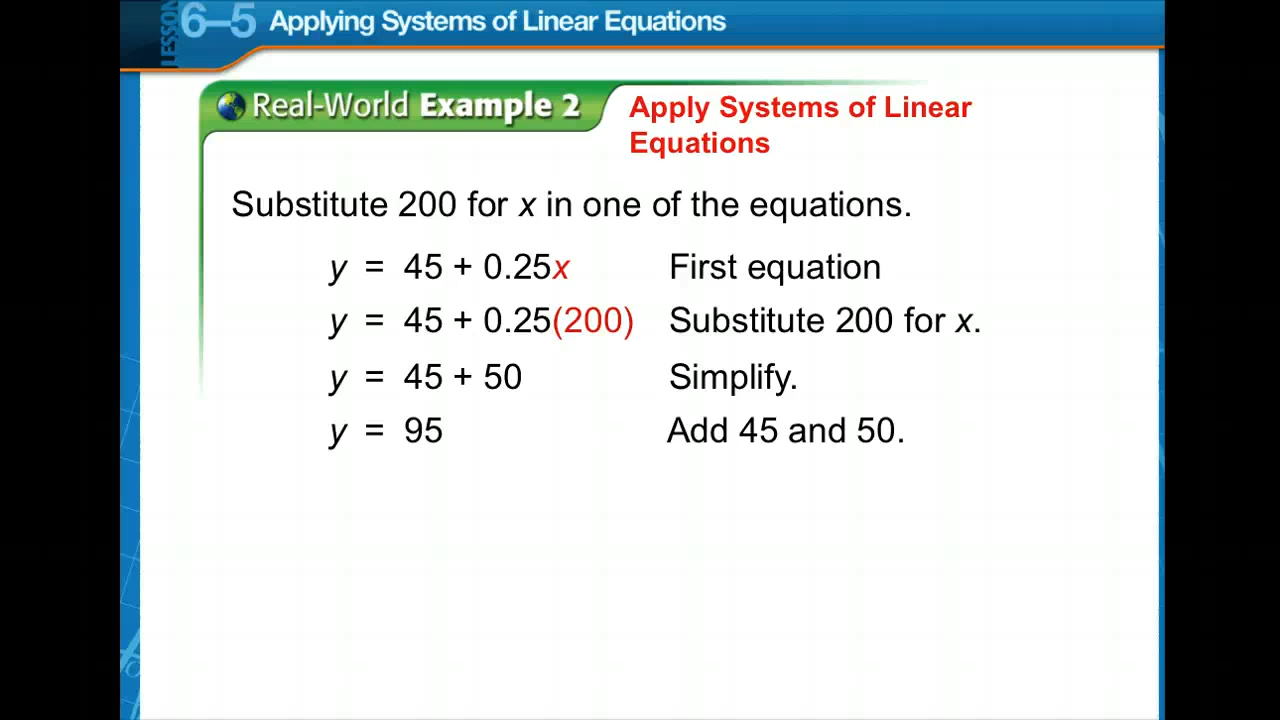 LESSON 6–5 Applying Systems of Linear Equations
Real-World Example 2
Apply Systems of Linear
Equations
Substitute 200 for x in one of the equations.
y = 45 + 0.25x First equation
y = 45 + 0.25(200) Substitute 200 for x.
y = 45 + 50 Simplify.
y = 95 Add 45 and 50.